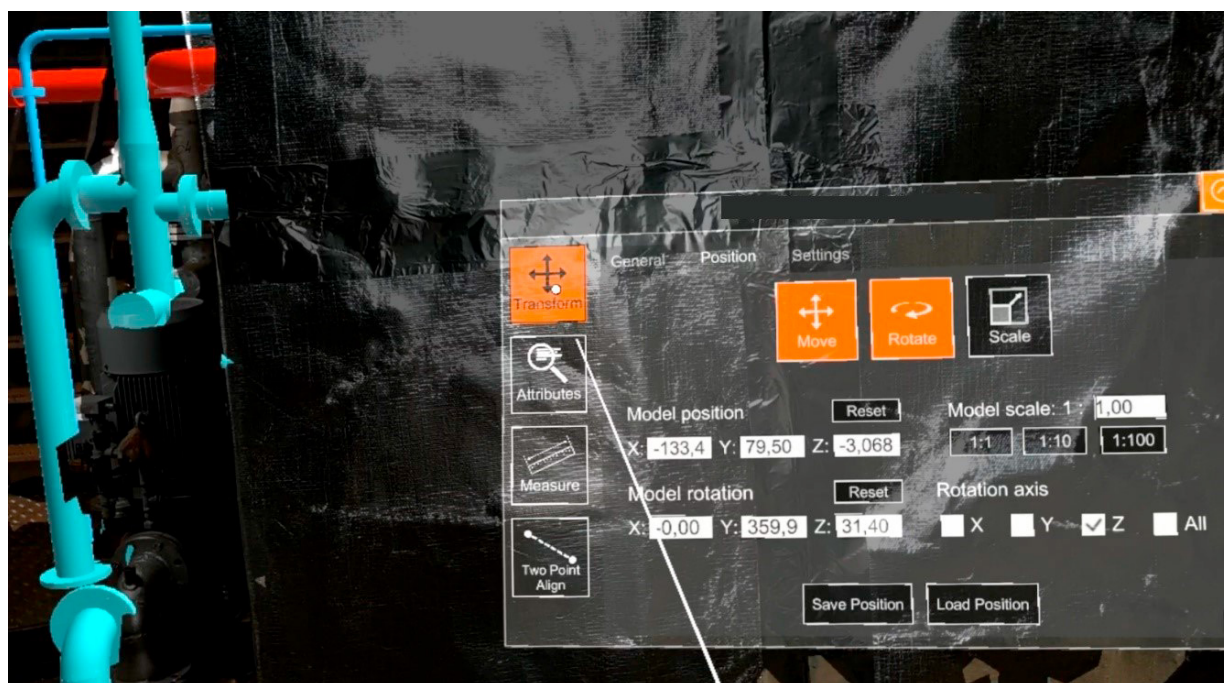 General Position Settings
Transform
Move Rotate Scale
Attributes
Model position Reset Model scale: 1 : 1,00
X: -133,4 Y: 79,50 Z: -3,068 1:1 1:10 1:100
Measure
Model rotation Reset Rotation axis
X: -0,00 Y: 359,9 Z: 31,40 X Y Z All
Two Point
Align
Save Position Load Position